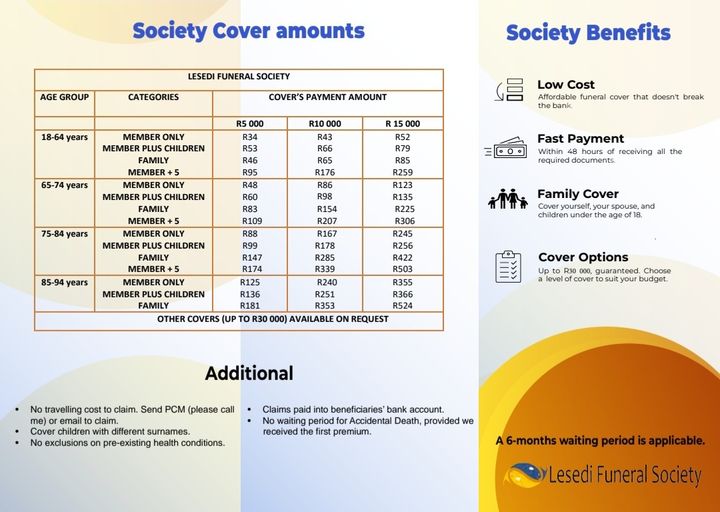 Society Cover amounts
LESEDI FUNERAL SOCIETY
AGE GROUP CATEGORIES COVER'S PAYMENT AMOUNT
R5 000 R10 000 R 15 000
18-64 years MEMBER ONLY R34 R43 R52
MEMBER PLUS CHILDREN R53 R66 R79
FAMILY R46 R65 R85
MEMBER + 5 R95 R176 R259
65-74 years MEMBER ONLY R48 R86 R123
MEMBER PLUS CHILDREN R60 R98 R135
FAMILY R83 R154 R225
MEMBER + 5 R109 R207 R306
75-84 years MEMBER ONLY R88 R167 R245
MEMBER PLUS CHILDREN R99 R178 R256
FAMILY R147 R285 R422
MEMBER + 5 R174 R339 R503
85-94 years MEMBER ONLY R125 R240 R355
MEMBER PLUS CHILDREN R136 R251 R366
FAMILY R181 R353 R524
OTHER COVERS (UP TO R30 000) AVAILABLE ON REQUEST
Additional
• No travelling cost to claim. Send PCM (please call
me) or email to claim.
• Cover children with different surnames.
• No exclusions on pre-existing health conditions.
• Claims paid into beneficiaries' bank account.
• No waiting period for Accidental Death, provided we
received the first premium.
Society Benefits
Low Cost
Affordable funeral cover that doesn't break
the bank.
Fast Payment
Within 48 hours of receiving all the
required documents.
Family Cover
Cover yourself, your spouse, and
children under the age of 18.
Cover Options
Up to R30 000, guaranteed. Choose
a level of cover to suit your budget.
A 6-months waiting period is applicable.
Lesedi Funeral Society